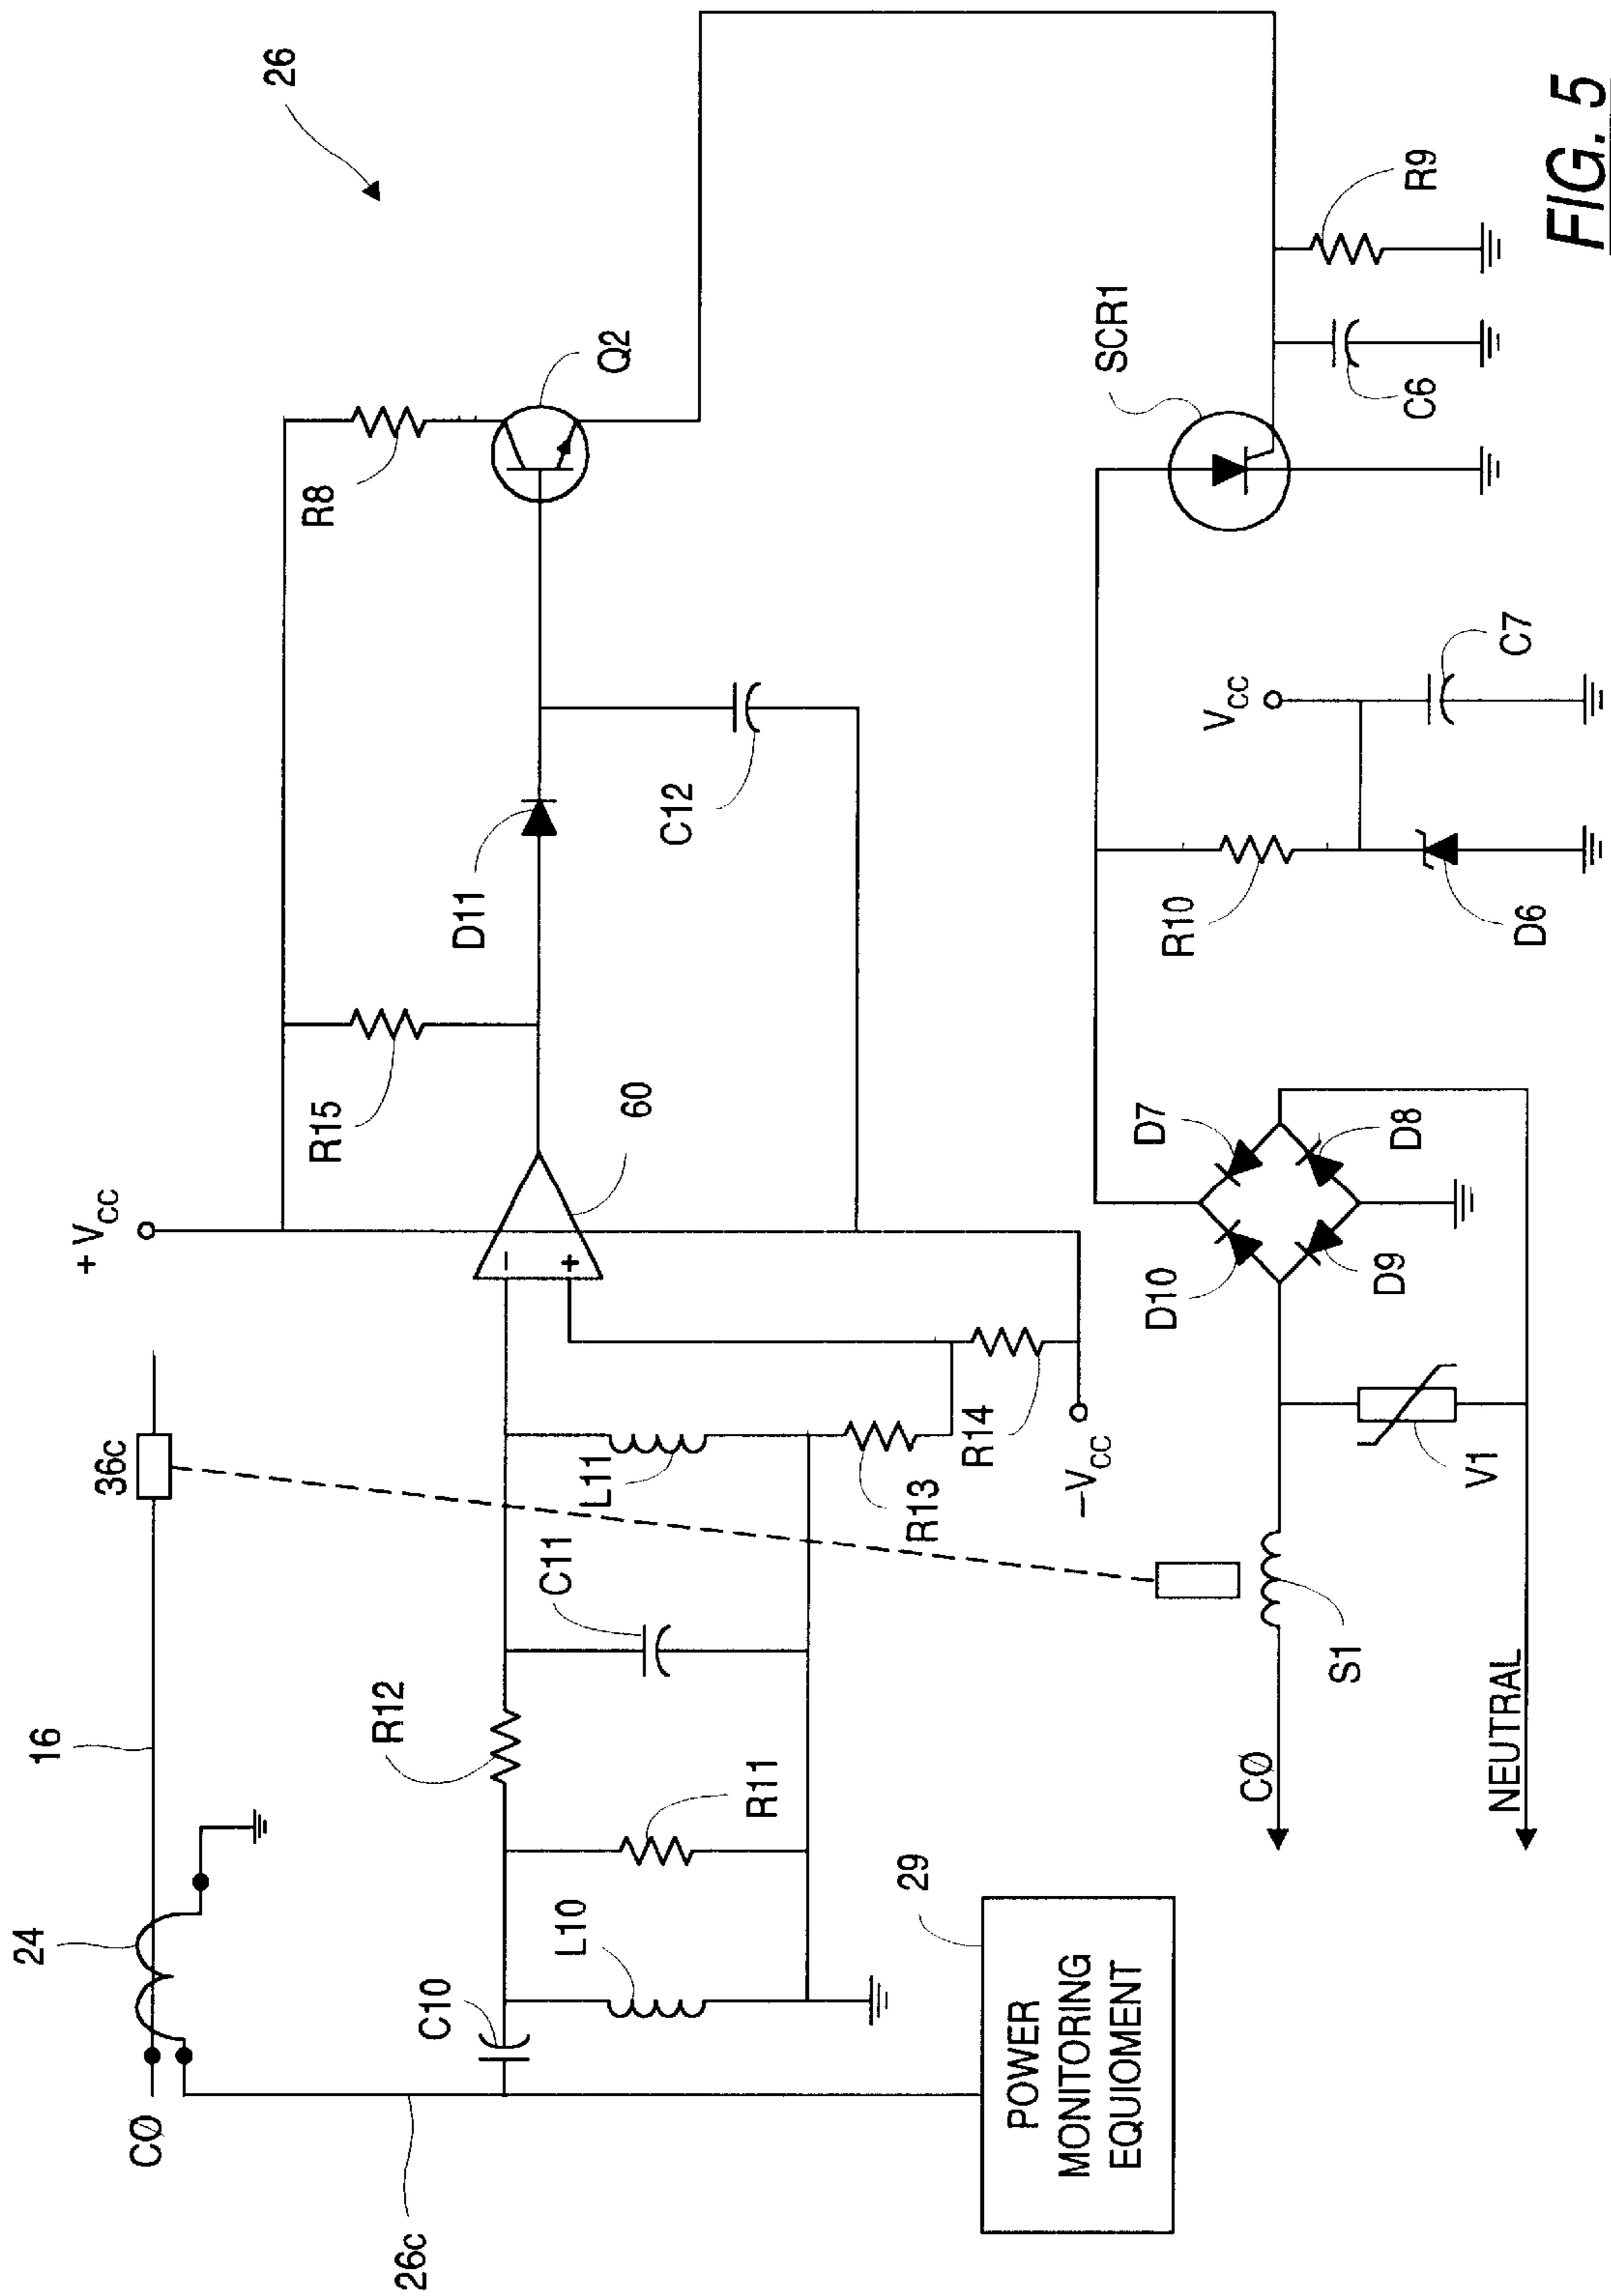 26
+VCC
R15
R8
Q2
60
D11
C12
36c
16
24
CØ
26c
C10
L10
R11
R12
C11
L11
R13
R14
-VCC
29
POWER
MONITORING
EQUIOMENT
CØ
NEUTRAL
S1
V1
D10
D7
D9
D8
R10
D6
VCC
C7
SCR1
C6
R9
FIG. 5